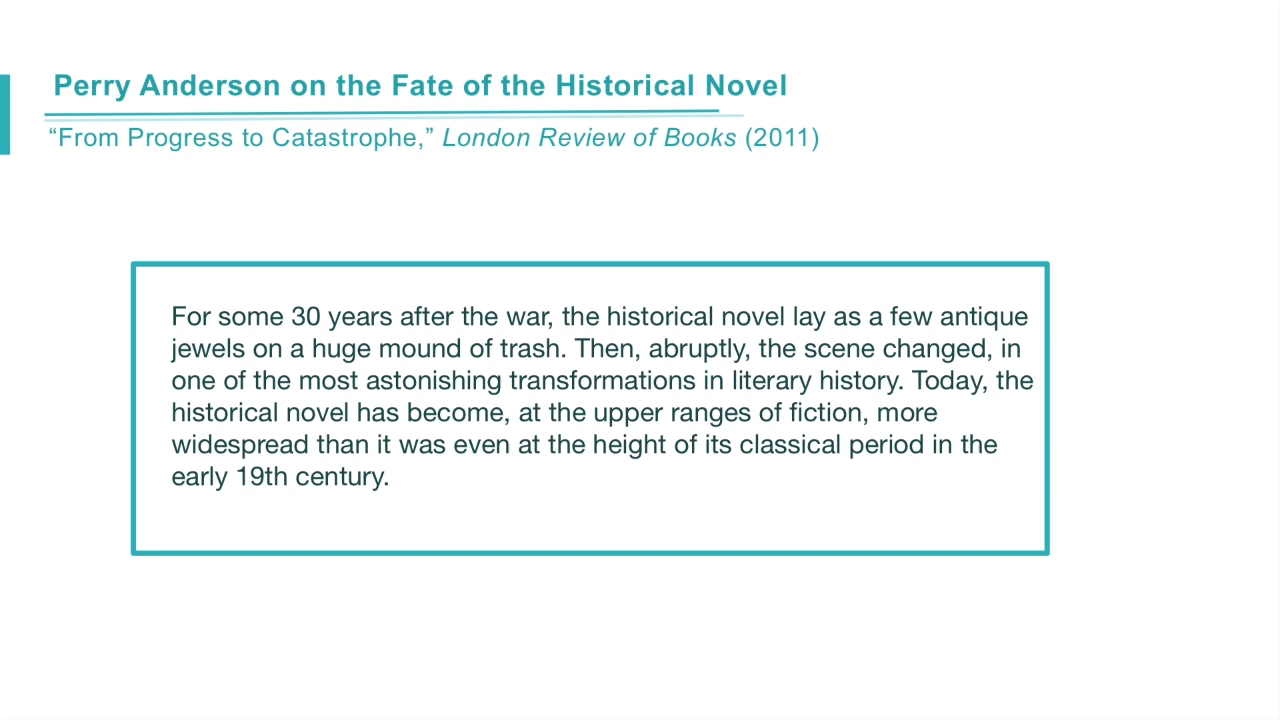 Perry Anderson on the Fate of the Historical Novel
“From Progress to Catastrophe,” London Review of Books (2011)
For some 30 years after the war, the historical novel lay as a few antique
jewels on a huge mound of trash. Then, abruptly, the scene changed, in
one of the most astonishing transformations in literary history. Today, the
historical novel has become, at the upper ranges of fiction, more
widespread than it was even at the height of its classical period in the
early 19th century.